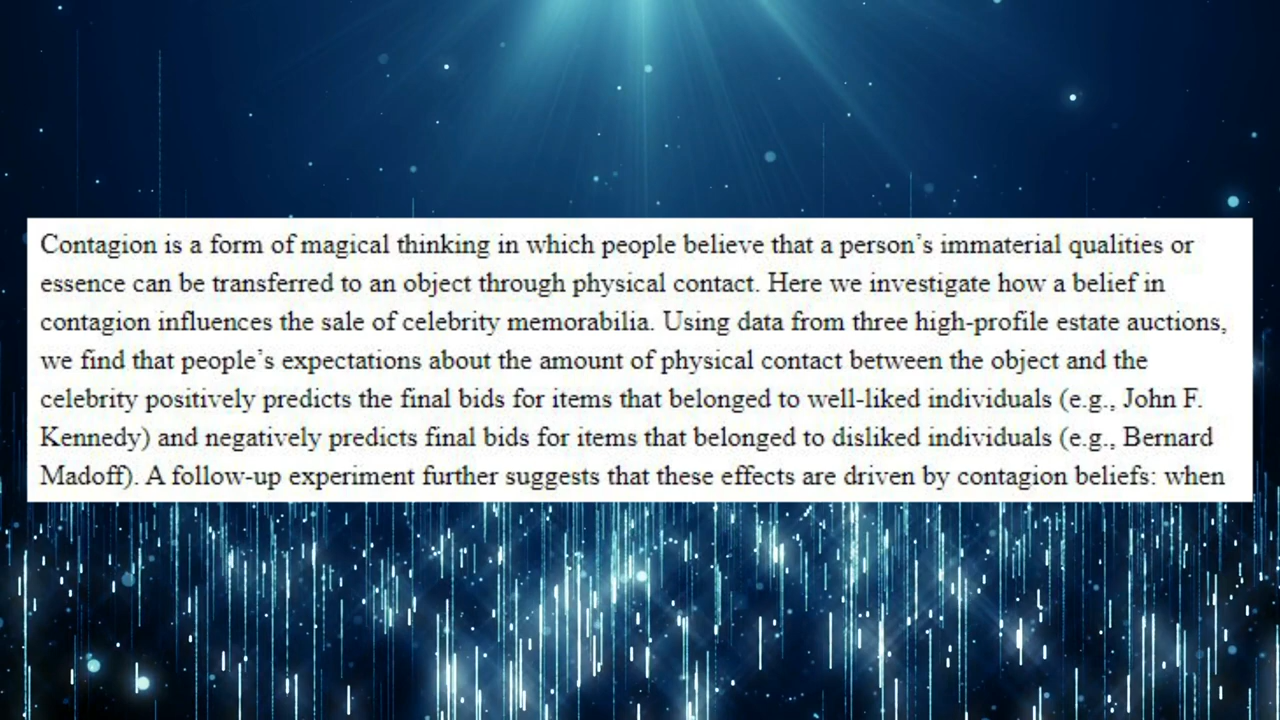 Contagion is a form of magical thinking in which people believe that a person’s immaterial qualities or
essence can be transferred to an object through physical contact. Here we investigate how a belief in
contagion influences the sale of celebrity memorabilia. Using data from three high-profile estate auctions,
we find that people’s expectations about the amount of physical contact between the object and the
celebrity positively predicts the final bids for items that belonged to well-liked individuals (e.g., John F.
Kennedy) and negatively predicts final bids for items that belonged to disliked individuals (e.g., Bernard
Madoff). A follow-up experiment further suggests that these effects are driven by contagion beliefs: when